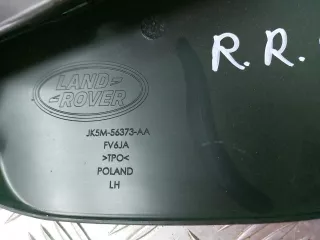 LAND
ROVER
R.R.
JK5M-56373-AA
FV6JA
>TPO<
POLAND
LH